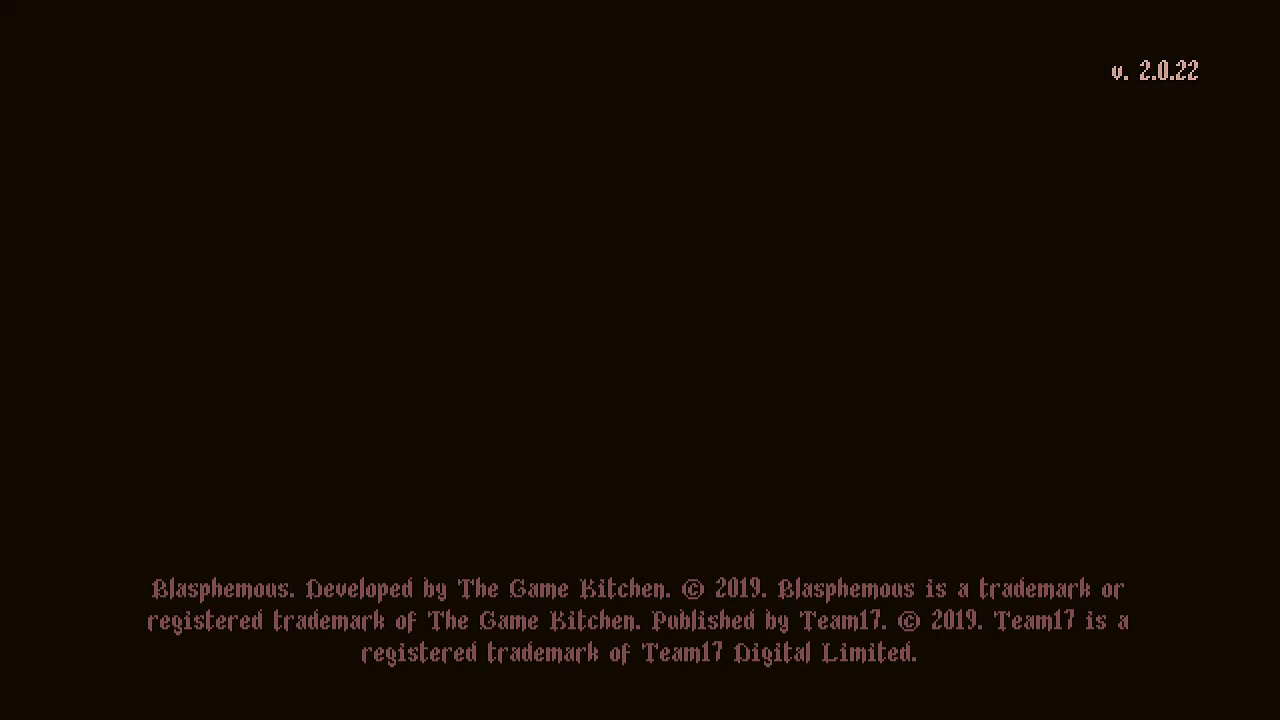 v. 2.0.22
Blasphemous. Developed by The Game Kitchen. © 2019. Blasphemous is a trademark or
registered trademark of The Game Kitchen. Published by Team17. © 2019. Team17 is a
registered trademark of Team17 Digital Limited.